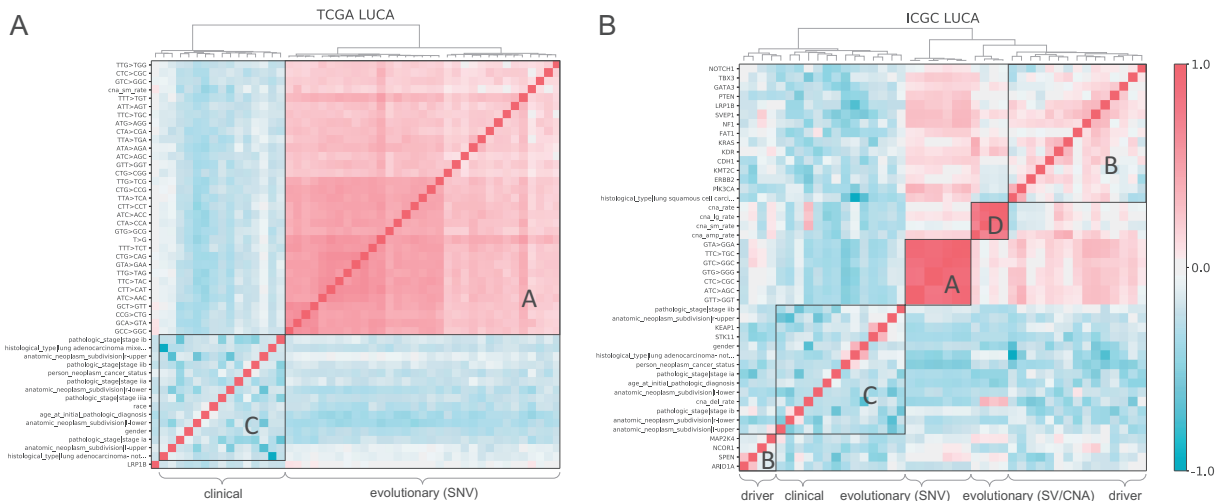 A
TCGA LUCA
TTG>TGG
CTC>CGC
GTC>GGC
cna_sm_rate
TTT>TGT
ATT>AGT
TTC>TGC
ATG>AGG
CTA>CGA
TTA>TGA
ATA>AGA
ATC>AGC
GTT>GGT
CTG>CGG
TTG>TCG
CTG>CCG
TTA>TCA
CTT>CCT
ATC>ACC
CTA>CCA
GTG>GCG
T>G
TTT>TCT
CTG>CAG
GTA>GAA
TTG>TAG
TTC>TAC
CTT>CAT
ATC>AAC
GCT>GTT
CCG>CTG
GCA>GTA
GCC>GGC
pathologic_stage|stage ib
histological_type|lung adenocarcinoma mixe...
anatomic_neoplasm_subdivision|r-upper
pathologic_stage|stage iib
person_neoplasm_cancer_status
pathologic_stage|stage iia
anatomic_neoplasm_subdivision|r-lower
pathologic_stage|stage iiia
race
age_at_initial_pathologic_diagnosis
anatomic_neoplasm_subdivision|l-lower
gender
pathologic_stage|stage ia
anatomic_neoplasm_subdivision|l-upper
histological_type|lung adenocarcinoma- not...
LRP1B
A
C
clinical
evolutionary (SNV)
B
ICGC LUCA
NOTCH1
TBX3
GATA3
PTEN
LRP1B
SVEP1
NF1
FAT1
KRAS
KDR
CDH1
KMT2C
ERBB2
PIK3CA
histological_type|lung squamous cell carci...
cna_rate
cna_lg_rate
cna_sm_rate
cna_amp_rate
GTA>GGA
TTC>TGC
GTC>GGC
GTG>GGG
CTC>CGC
ATC>AGC
GTT>GGT
pathologic_stage|stage iib
anatomic_neoplasm_subdivision|r-upper
KEAP1
STK11
gender
histological_type|lung adenocarcinoma- not...
pathologic_stage|stage ia
age_at_initial_pathologic_diagnosis
anatomic_neoplasm_subdivision|l-lower
cna_del_rate
pathologic_stage|stage ib
anatomic_neoplasm_subdivision|r-lower
anatomic_neoplasm_subdivision|l-upper
MAP2K4
NCOR1
SPEN
ARID1A
B
D
A
C
B
driver
clinical
evolutionary (SNV)
evolutionary (SV/CNA)
driver
1.0
0.0
-1.0